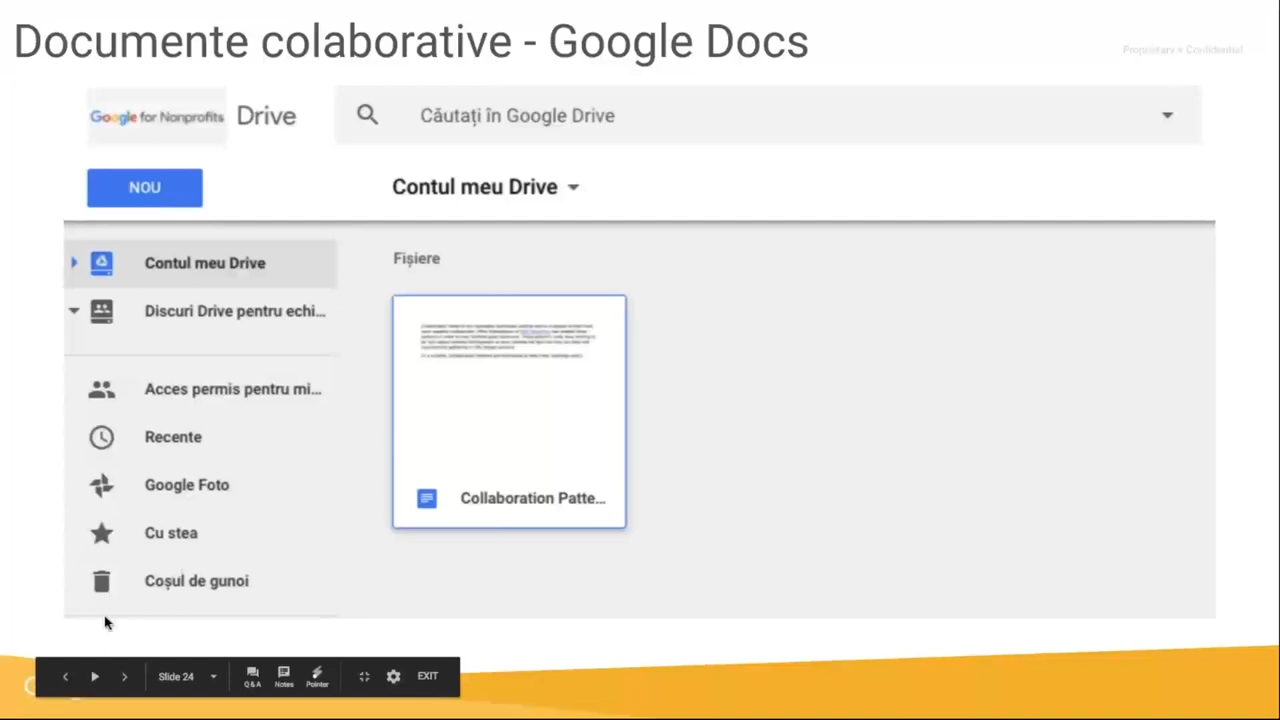 Documente colaborative - Google Docs
Proprietary + Confidential
Google for Nonprofits Drive
Căutați în Google Drive
NOU
Contul meu Drive
Contul meu Drive
Fișiere
Discuri Drive pentru echi...
Acces permis pentru mi...
Recente
Google Foto
Cu stea
Coșul de gunoi
Collaboration Patte...
Slide 24
Q&A
Notes
Pointer
EXIT